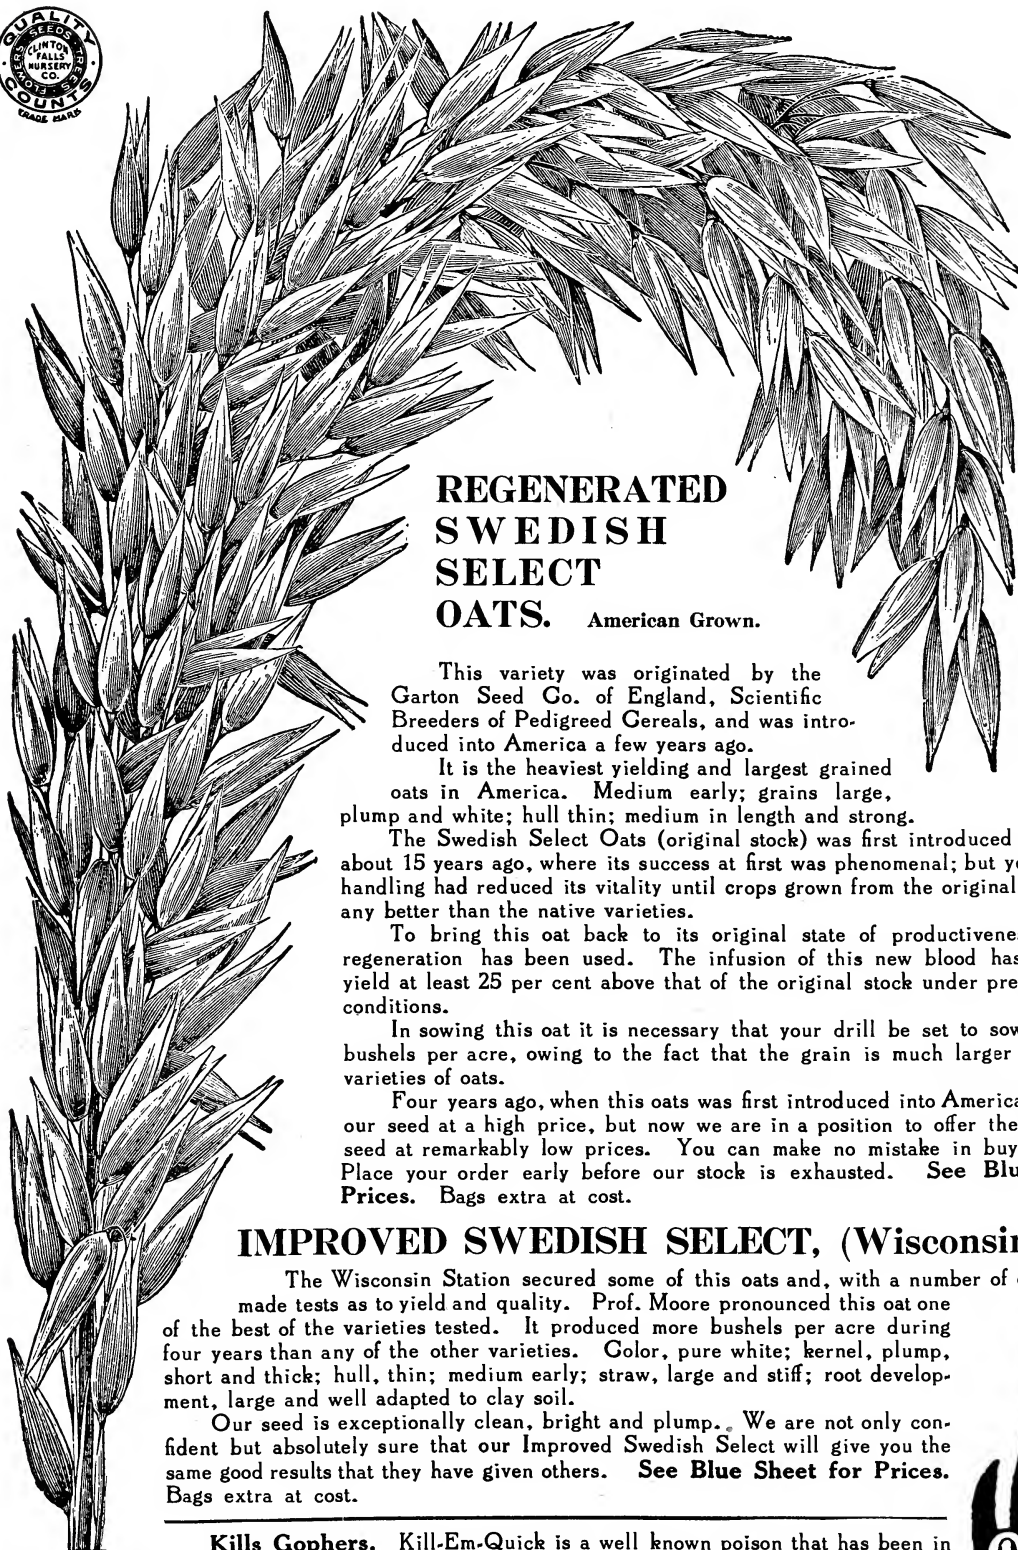 QUALITY
FLOWERS SEEDS TREES
CLINTON
FALLS
NURSERY
CO.
COUNTS
TRADE MARK
REGENERATED
SWEDISH
SELECT
OATS. American Grown.
This variety was originated by the
Garton Seed Co. of England, Scientific
Breeders of Pedigreed Cereals, and was intro-
duced into America a few years ago.
It is the heaviest yielding and largest grained
oats in America. Medium early; grains large,
plump and white; hull thin; medium in length and strong.
The Swedish Select Oats (original stock) was first introduced
about 15 years ago, where its success at first was phenomenal; but
handling had reduced its vitality until crops grown from the original
any better than the native varieties.
To bring this oat back to its original state of productivene
regeneration has been used. The infusion of this new blood has
yield at least 25 per cent above that of the original stock under pre
conditions.
In sowing this oat it is necessary that your drill be set to sow
bushels per acre, owing to the fact that the grain is much larger
varieties of oats.
Four years ago, when this oats was first introduced into America
our seed at a high price, but now we are in a position to offer the
seed at remarkably low prices. You can make no mistake in buy
Place your order early before our stock is exhausted. See Blu
Prices. Bags extra at cost.
IMPROVED SWEDISH SELECT, (Wisconsin
The Wisconsin Station secured some of this oats and, with a number of
made tests as to yield and quality. Prof. Moore pronounced this oat one
of the best of the varieties tested. It produced more bushels per acre during
four years than any of the other varieties. Color, pure white; kernel, plump,
short and thick; hull, thin; medium early; straw, large and stiff; root develop-
ment, large and well adapted to clay soil.
Our seed is exceptionally clean, bright and plump. We are not only con-
fident but absolutely sure that our Improved Swedish Select will give you the
same good results that they have given others. See Blue Sheet for Prices.
Bags extra at cost.
Kills Gophers. Kill-Em-Quick is a well known poison that has been in